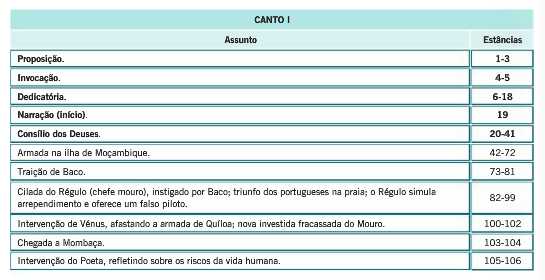 CANTO I
Assunto Estâncias
Proposição. 1-3
Invocação. 4-5
Dedicatória. 6-18
Narração (início). 19
Consílio dos Deuses. 20-41
Armada na ilha de Moçambique. 42-72
Traição de Baco. 73-81
Cilada do Régulo (chefe mouro), instigado por Baco; triunfo dos portugueses na praia; o Régulo simula
arrependimento e oferece um falso piloto. 82-99
Intervenção de Vénus, afastando a armada de Quíloa; nova investida fracassada do Mouro. 100-102
Chegada a Mombaça. 103-104
Intervenção do Poeta, refletindo sobre os riscos da vida humana. 105-106